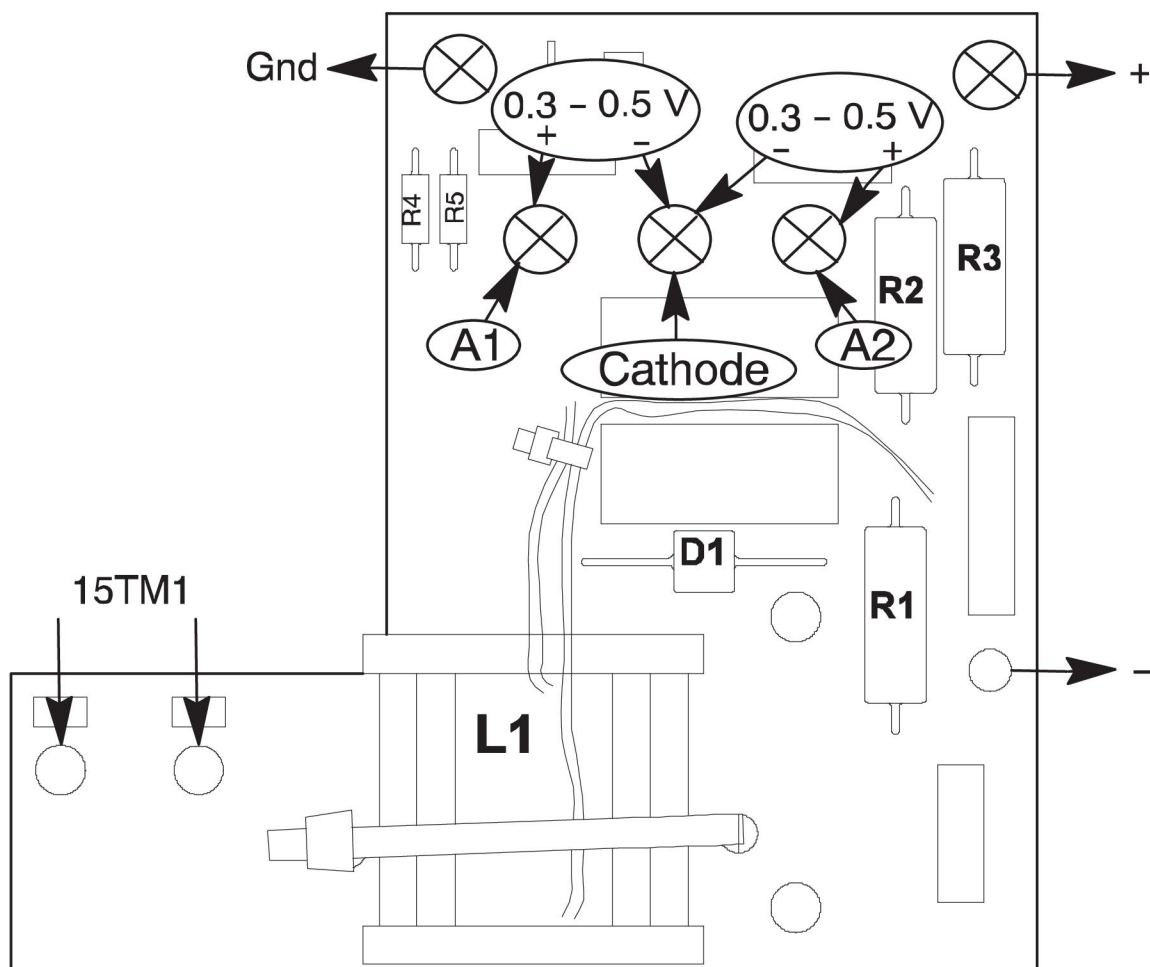 Gnd
+
0.3 – 0.5 V
+ –
0.3 – 0.5 V
– +
R4
R5
R3
R2
A1
A2
Cathode
D1
15TM1
R1
–
L1